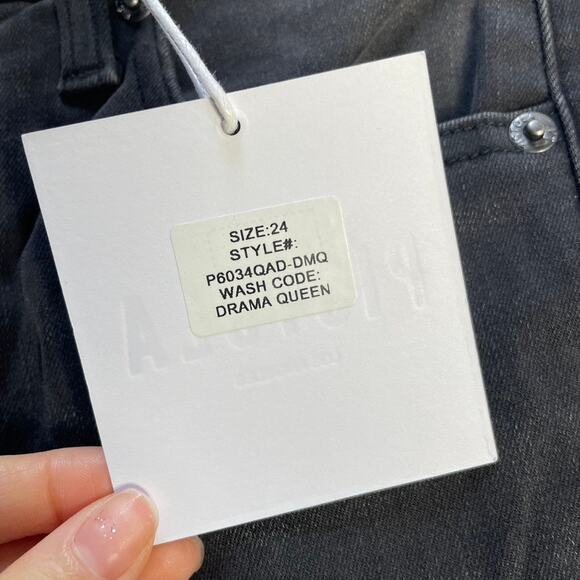 SIZE:24
STYLE#:
P6034QAD-DMQ
WASH CODE:
DRAMA QUEEN